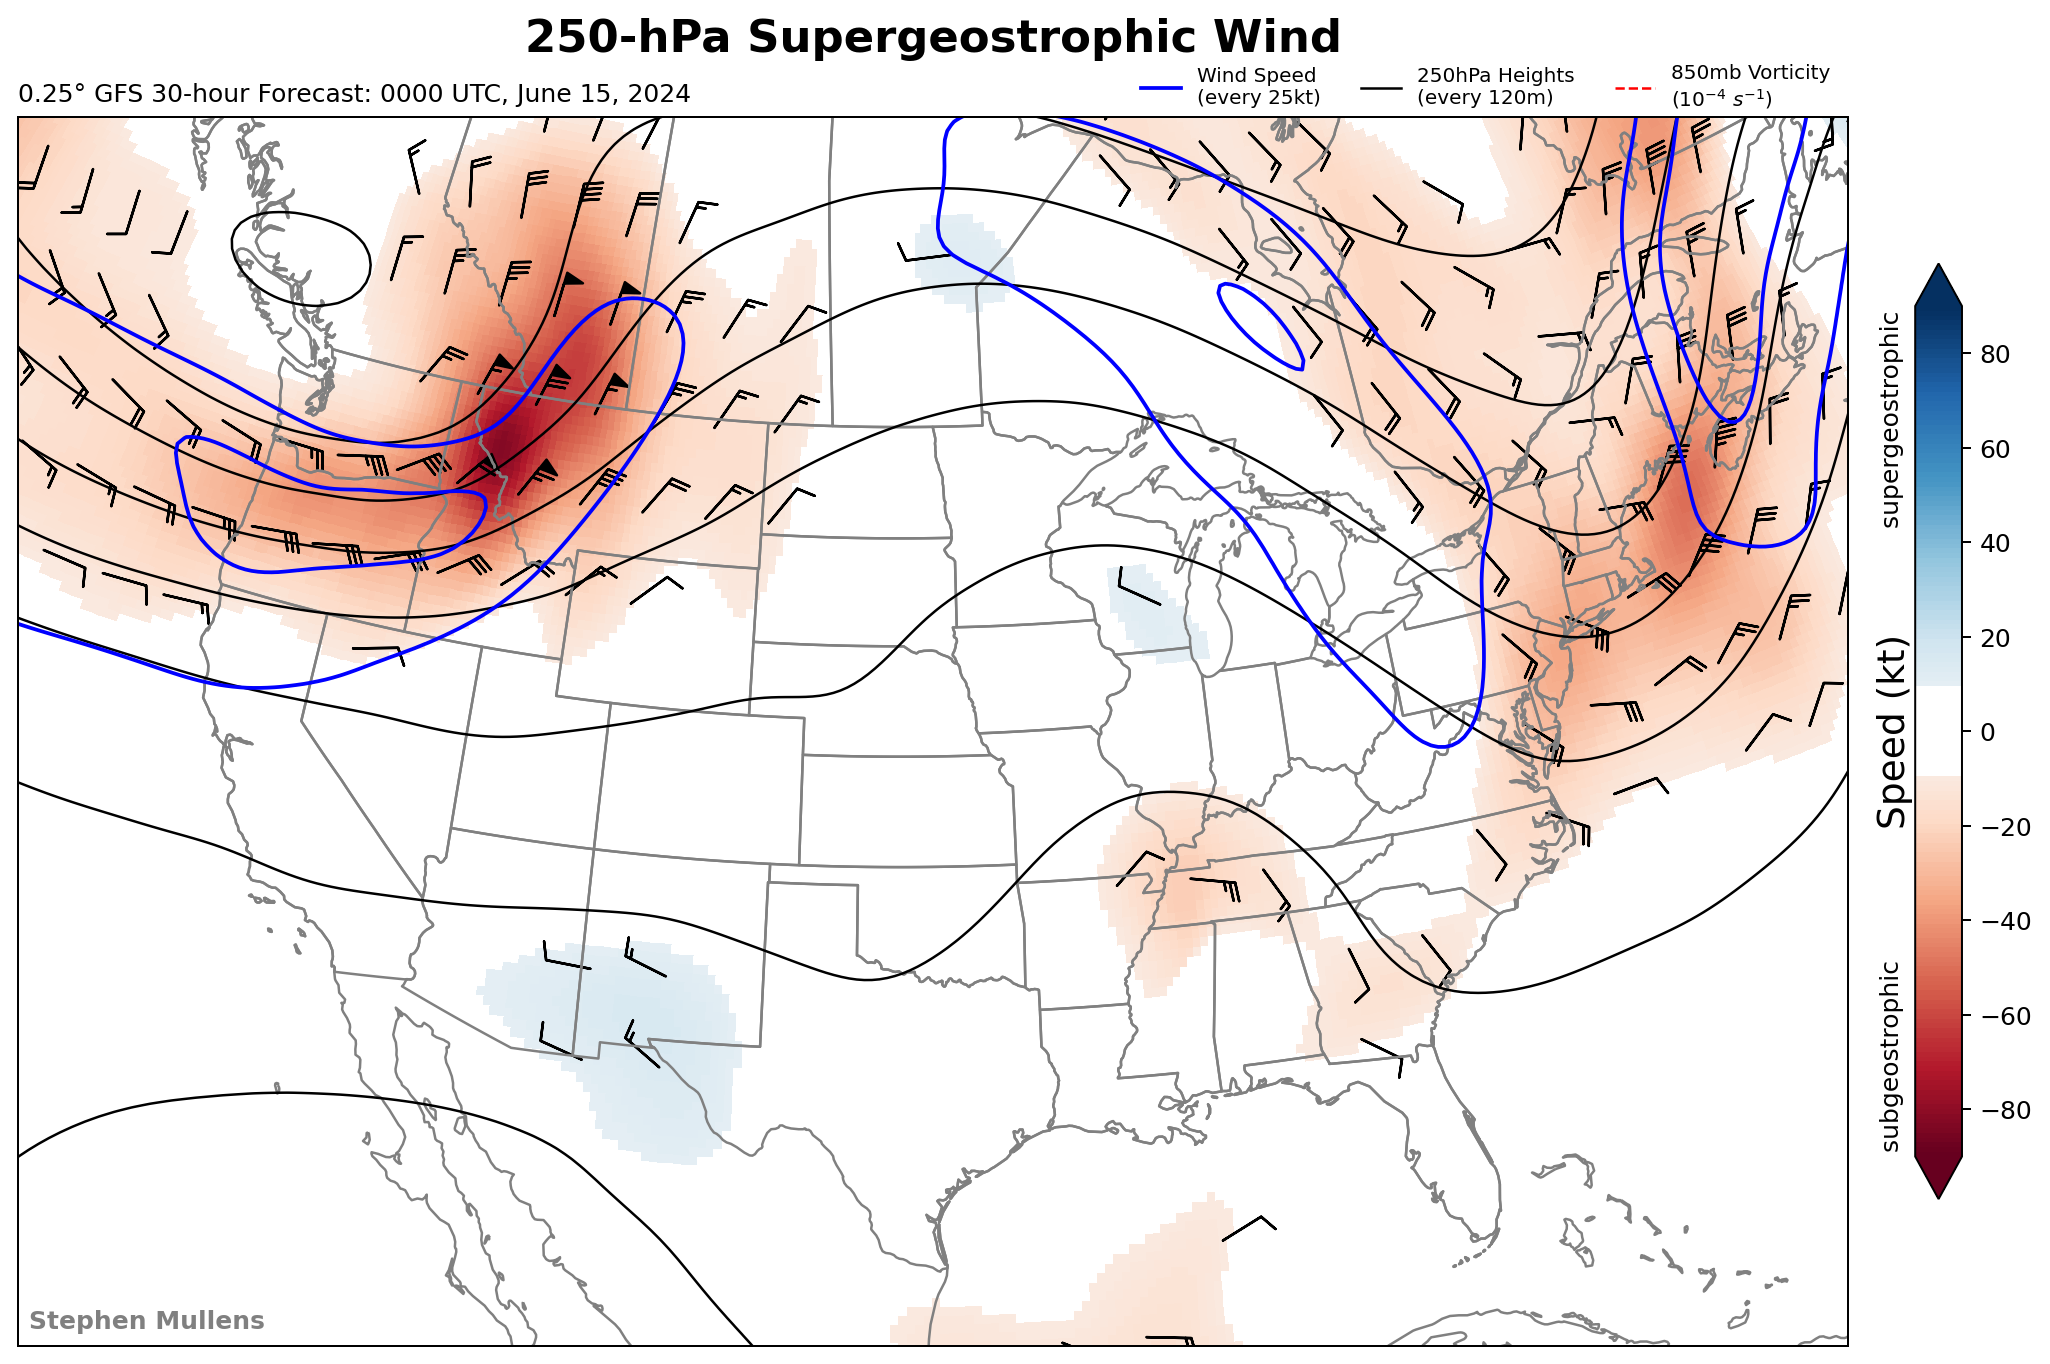 250-hPa Supergeostrophic Wind
0.25° GFS 30-hour Forecast: 0000 UTC, June 15, 2024
Wind Speed
(every 25kt)
250hPa Heights
(every 120m)
850mb Vorticity
(10⁻⁴ s⁻¹)
supergeostrophic
Speed (kt)
subgeostrophic
80
60
40
20
0
−20
−40
−60
−80
Stephen Mullens